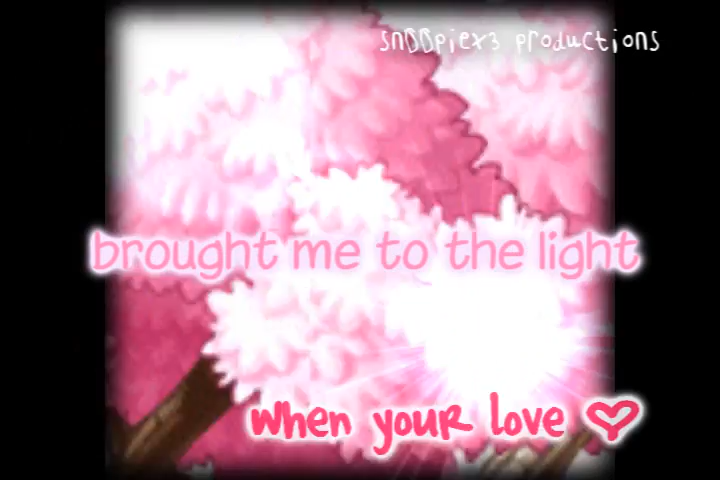 sn00piex3 productions
brought me to the light
when your love ♡